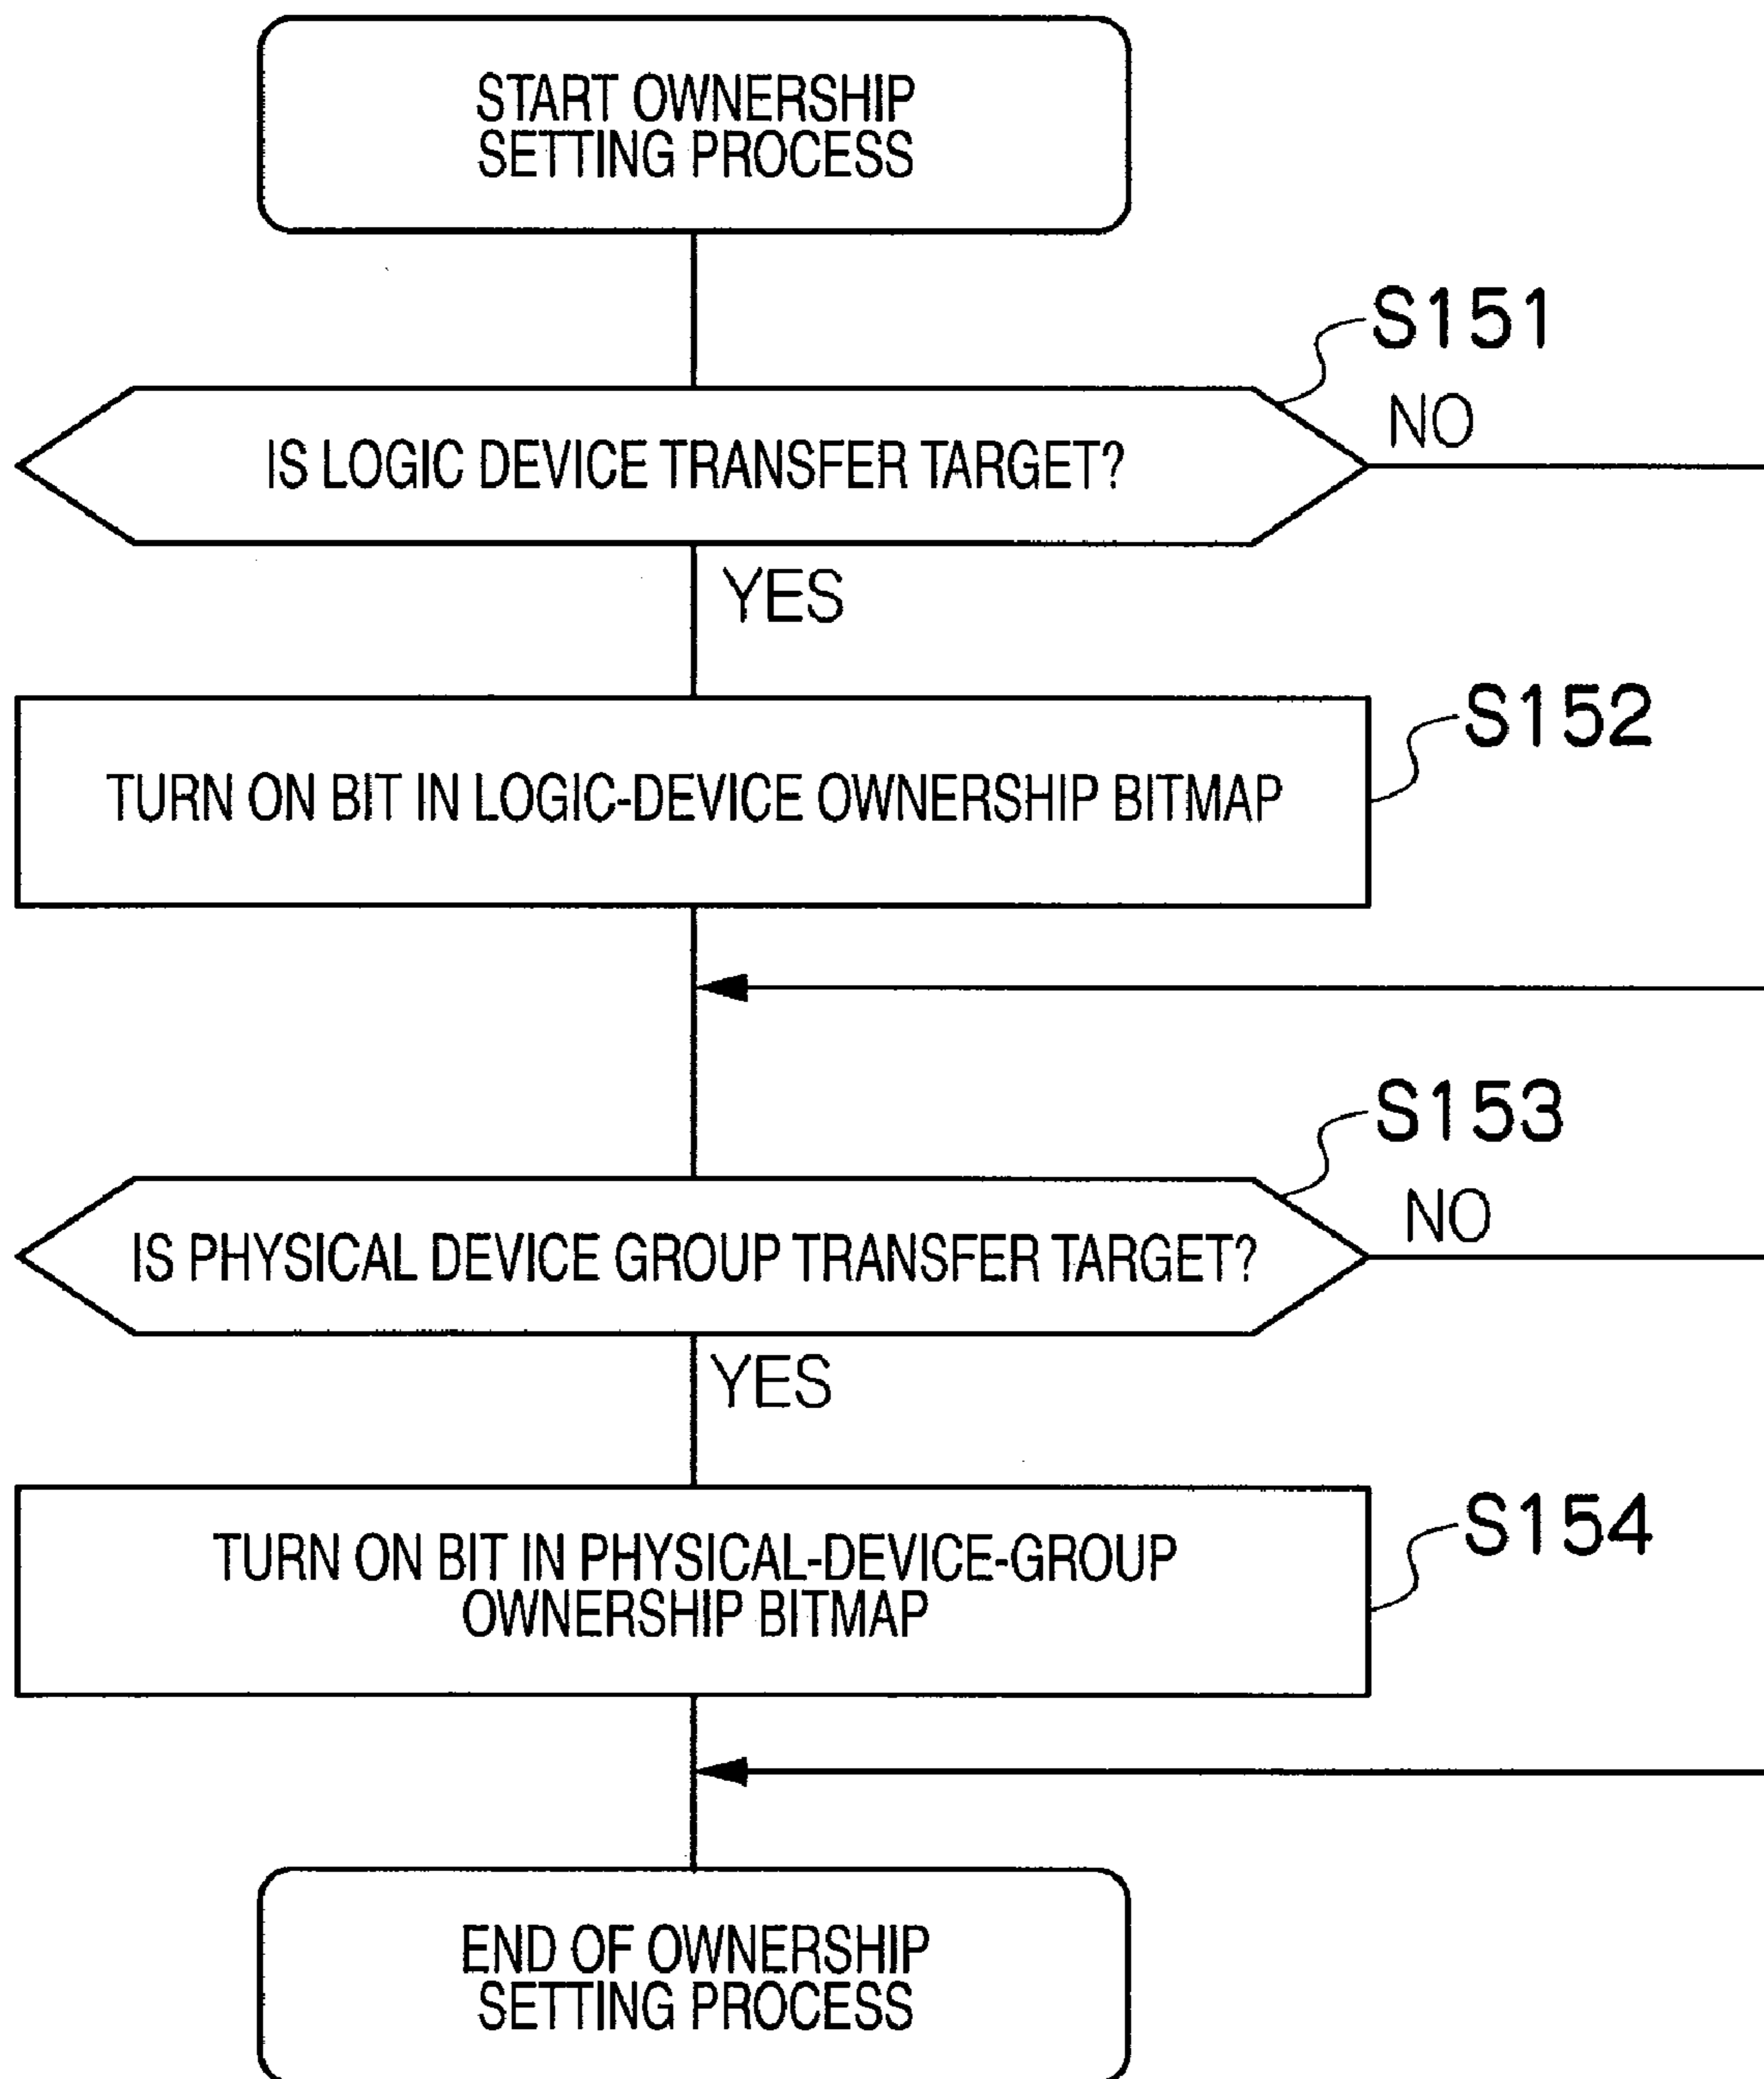 START OWNERSHIP
SETTING PROCESS
S151
NO
IS LOGIC DEVICE TRANSFER TARGET?
YES
S152
TURN ON BIT IN LOGIC-DEVICE OWNERSHIP BITMAP
S153
NO
IS PHYSICAL DEVICE GROUP TRANSFER TARGET?
YES
S154
TURN ON BIT IN PHYSICAL-DEVICE-GROUP
OWNERSHIP BITMAP
END OF OWNERSHIP
SETTING PROCESS